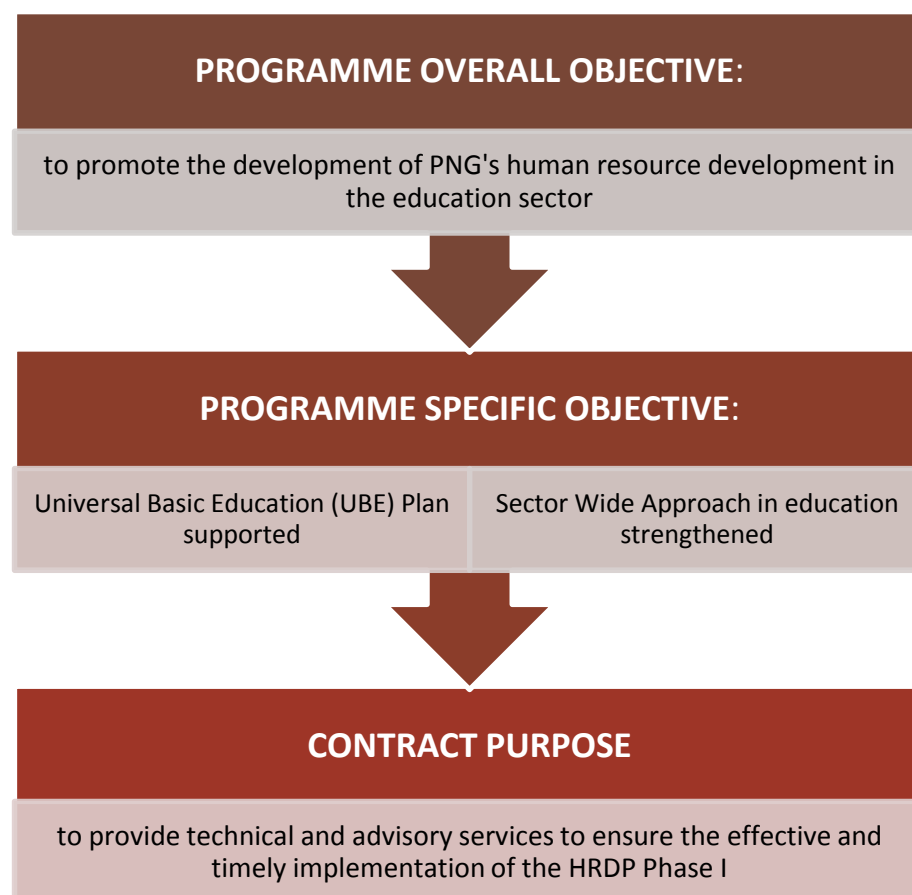 PROGRAMME OVERALL OBJECTIVE:
to promote the development of PNG's human resource development in
the education sector
PROGRAMME SPECIFIC OBJECTIVE:
Universal Basic Education (UBE) Plan
supported
Sector Wide Approach in education
strengthened
CONTRACT PURPOSE
to provide technical and advisory services to ensure the effective and
timely implementation of the HRDP Phase I